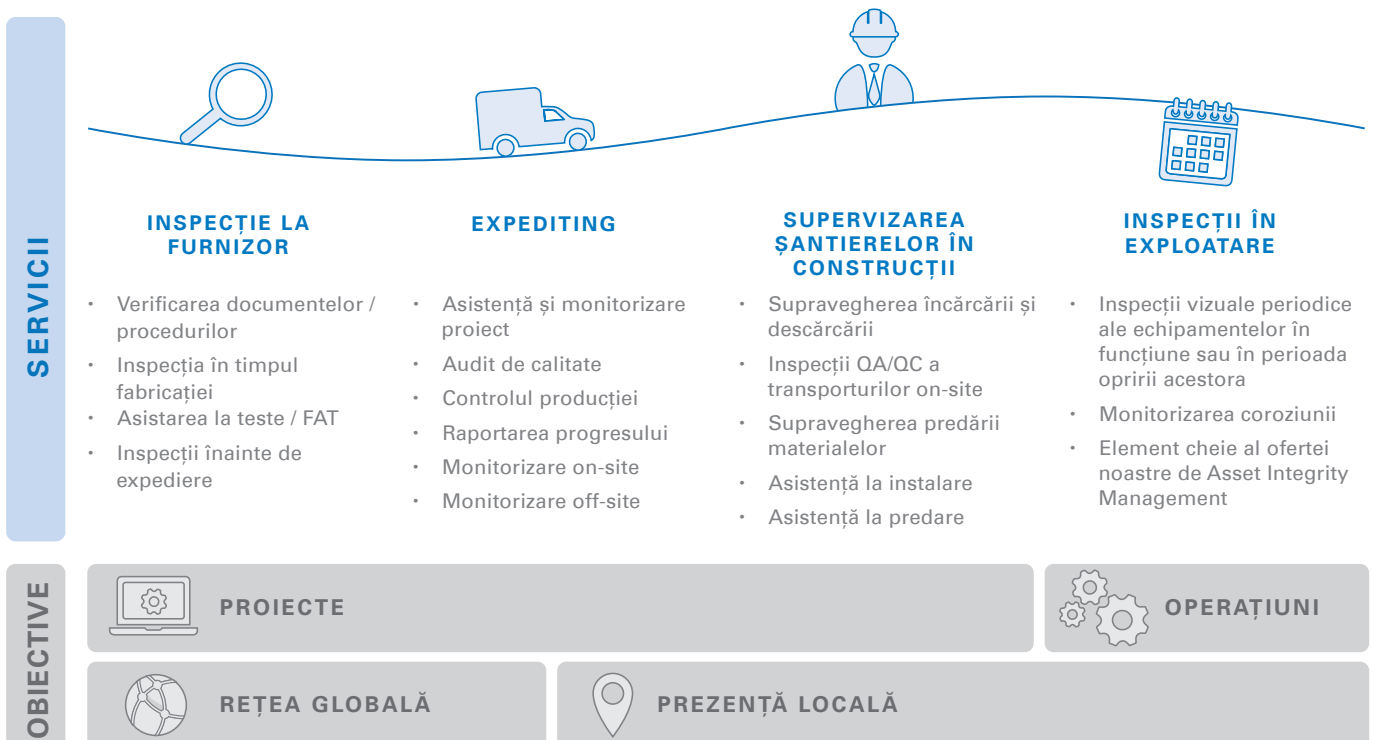 SERVICII
INSPECȚIE LA
FURNIZOR
• Verificarea documentelor /
procedurilor
• Inspecția în timpul
fabricației
• Asistarea la teste / FAT
• Inspecții înainte de
expediere
EXPEDITING
• Asistență și monitorizare
proiect
• Audit de calitate
• Controlul producției
• Raportarea progresului
• Monitorizare on-site
• Monitorizare off-site
SUPERVIZAREA
ȘANTIERELOR ÎN
CONSTRUCȚII
• Supravegherea încărcării și
descărcării
• Inspecții QA/QC a
transporturilor on-site
• Supravegherea predării
materialelor
• Asistență la instalare
• Asistență la predare
INSPECȚII ÎN
EXPLOATARE
• Inspecții vizuale periodice
ale echipamentelor în
funcțiune sau în perioada
opririi acestora
• Monitorizarea coroziunii
• Element cheie al ofertei
noastre de Asset Integrity
Management
OBIECTIVE
PROIECTE
OPERAȚIUNI
REȚEA GLOBALĂ
PREZENȚĂ LOCALĂ